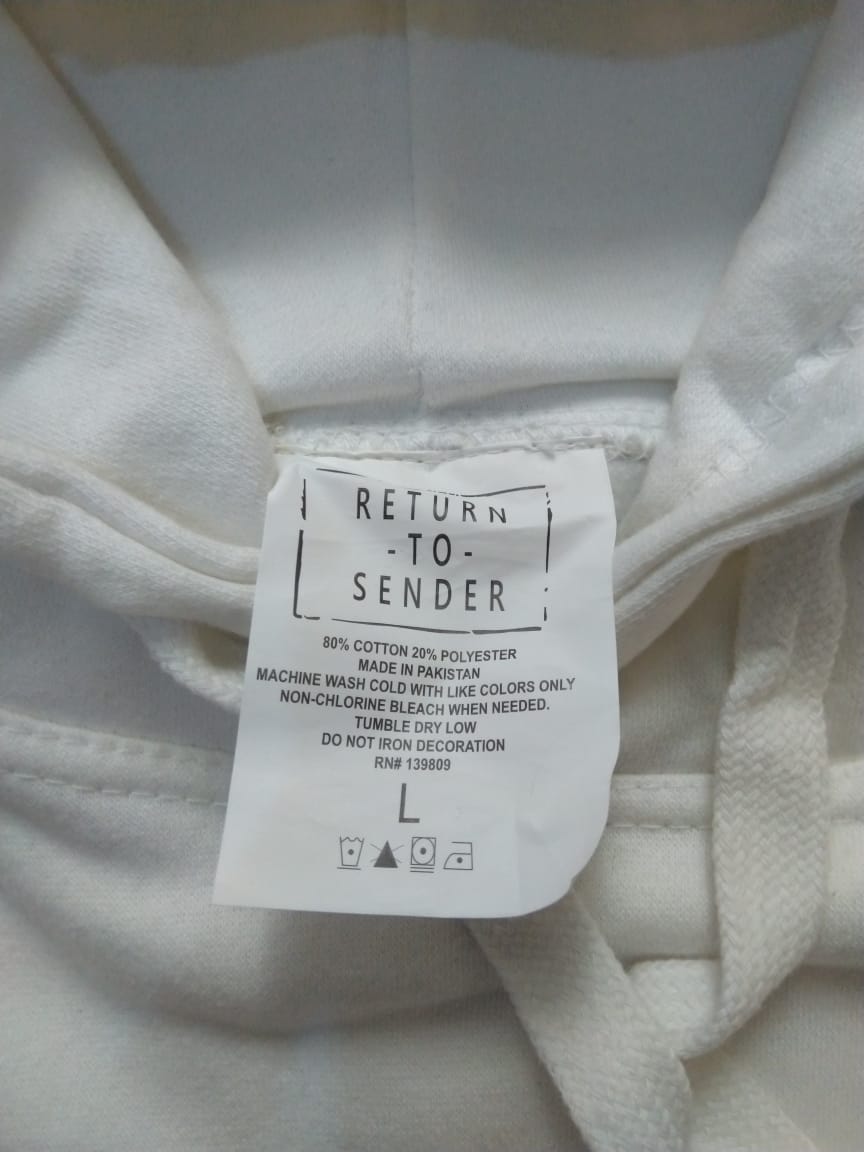 RETURN
-TO-
SENDER
80% COTTON 20% POLYESTER
MADE IN PAKISTAN
MACHINE WASH COLD WITH LIKE COLORS ONLY
NON-CHLORINE BLEACH WHEN NEEDED.
TUMBLE DRY LOW
DO NOT IRON DECORATION
RN# 139809
L